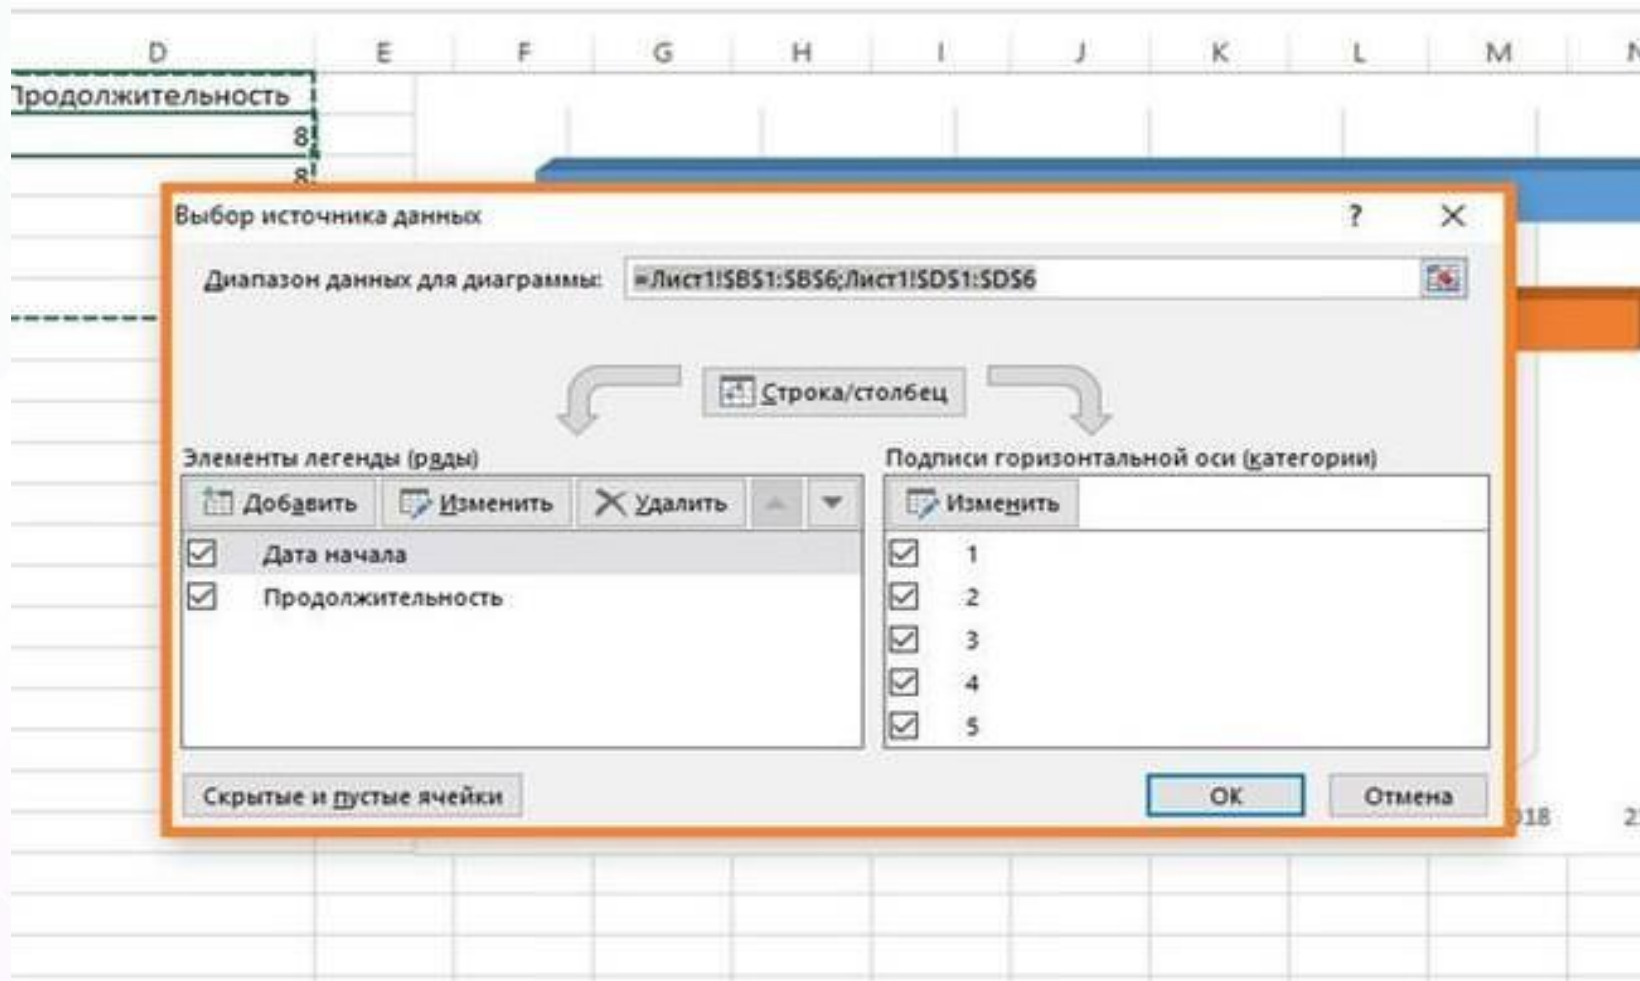 D E F G H I J K L M
Продолжительность
8
8
Выбор источника данных ? X
Диапазон данных для диаграммы: =Лист1!$B$1:$B$6;Лист1!$D$1:$D$6
Строка/столбец
Элементы легенды (ряды) Подписи горизонтальной оси (категории)
Добавить Изменить Удалить Изменить
Дата начала 1
Продолжительность 2
3
4
5
Скрытые и пустые ячейки ОК Отмена
018